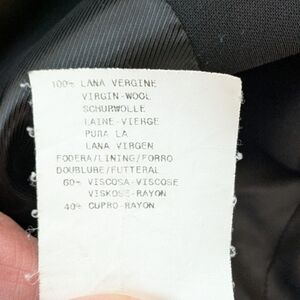 100% LANA VERGINE
VIRGIN-WOOL
SCHURWOLLE
LAINE-VIERGE
PURA LA
LANA VIRGEN
FODERA/LINING/FORRO
DOUBLURE/FUTTERAL
60% VISCOSA-VISCOSE
VISKOSE-RAYON
40% CUPRO-RAYON